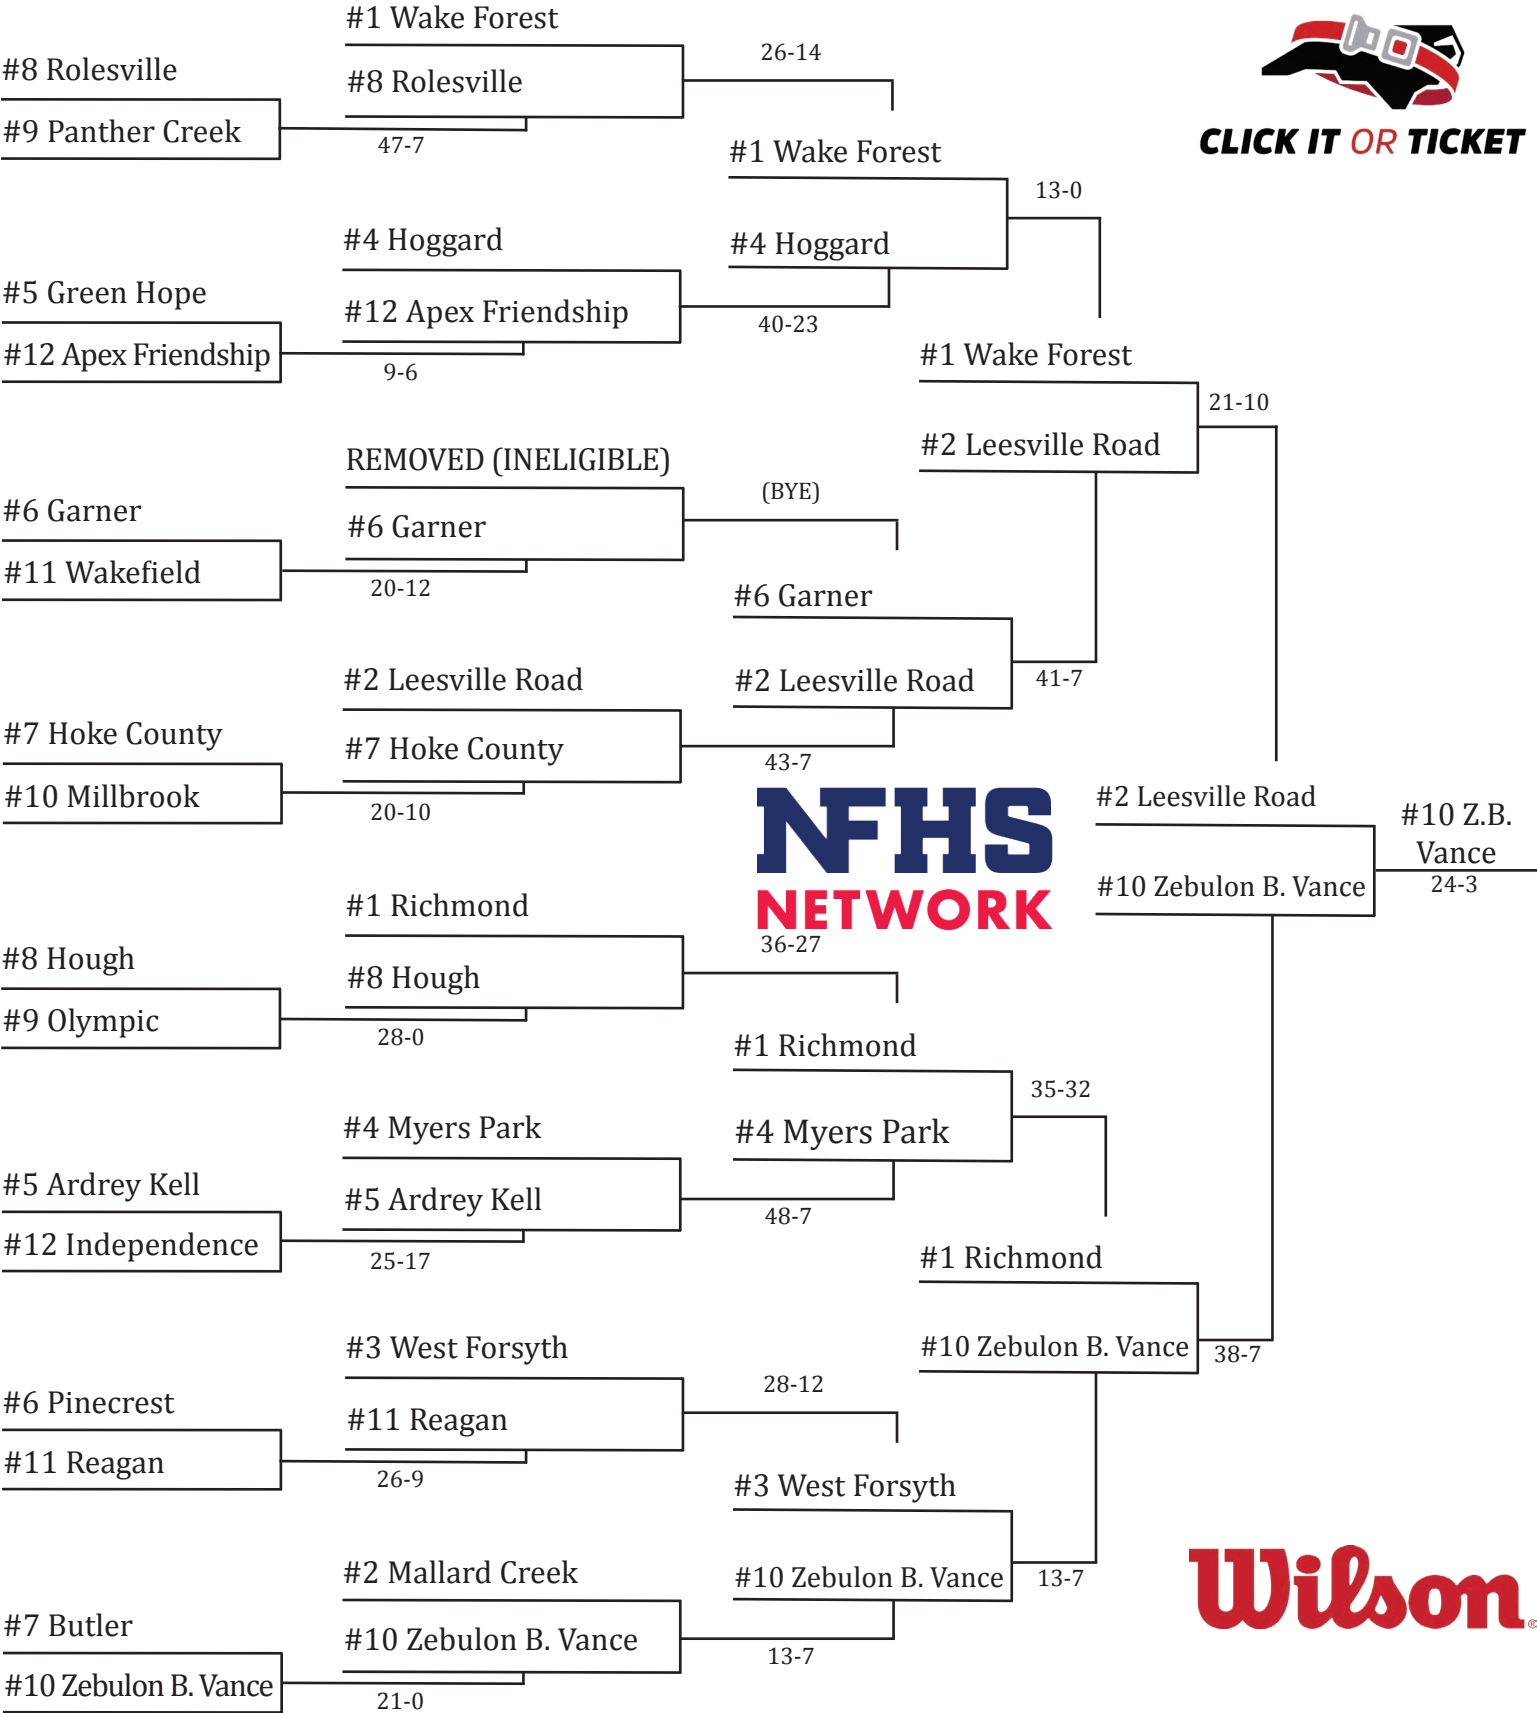 #1 Wake Forest
#8 Rolesville
#8 Rolesville
#9 Panther Creek
47-7
26-14
CLICK IT OR TICKET
#1 Wake Forest
#4 Hoggard
13-0
#4 Hoggard
#12 Apex Friendship
40-23
#5 Green Hope
#12 Apex Friendship
9-6
#1 Wake Forest
#2 Leesville Road
21-10
REMOVED (INELIGIBLE)
#6 Garner
(BYE)
#6 Garner
#11 Wakefield
20-12
#6 Garner
#2 Leesville Road
41-7
#2 Leesville Road
#7 Hoke County
43-7
#7 Hoke County
#10 Millbrook
20-10
NFHS
NETWORK
#2 Leesville Road
#10 Zebulon B. Vance
#10 Z.B.
Vance
24-3
#1 Richmond
#8 Hough
36-27
#8 Hough
#9 Olympic
28-0
#1 Richmond
#4 Myers Park
35-32
#4 Myers Park
#5 Ardrey Kell
48-7
#5 Ardrey Kell
#12 Independence
25-17
#1 Richmond
#10 Zebulon B. Vance
38-7
#3 West Forsyth
#11 Reagan
28-12
#6 Pinecrest
#11 Reagan
26-9
#3 West Forsyth
#10 Zebulon B. Vance
13-7
#2 Mallard Creek
#10 Zebulon B. Vance
13-7
#7 Butler
#10 Zebulon B. Vance
21-0
Wilson®